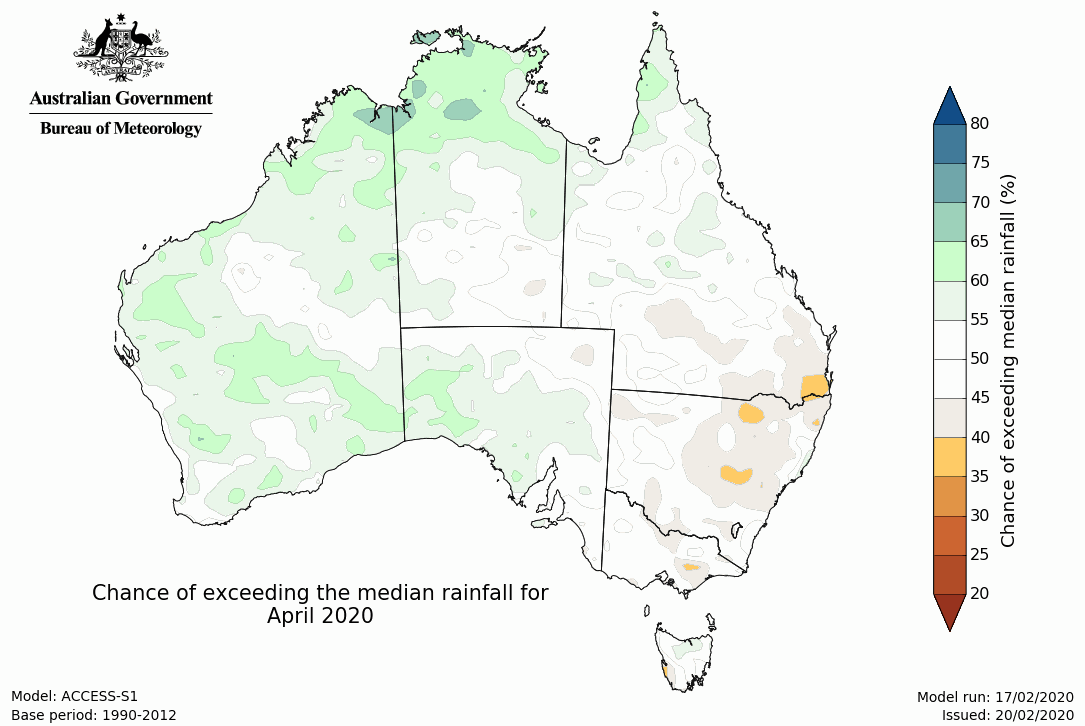 Australian Government
Bureau of Meteorology
80
75
70
65
60
55
50
45
40
35
30
25
20
Chance of exceeding median rainfall (%)
Chance of exceeding the median rainfall for
April 2020
Model: ACCESS-S1
Base period: 1990-2012
Model run: 17/02/2020
Issued: 20/02/2020